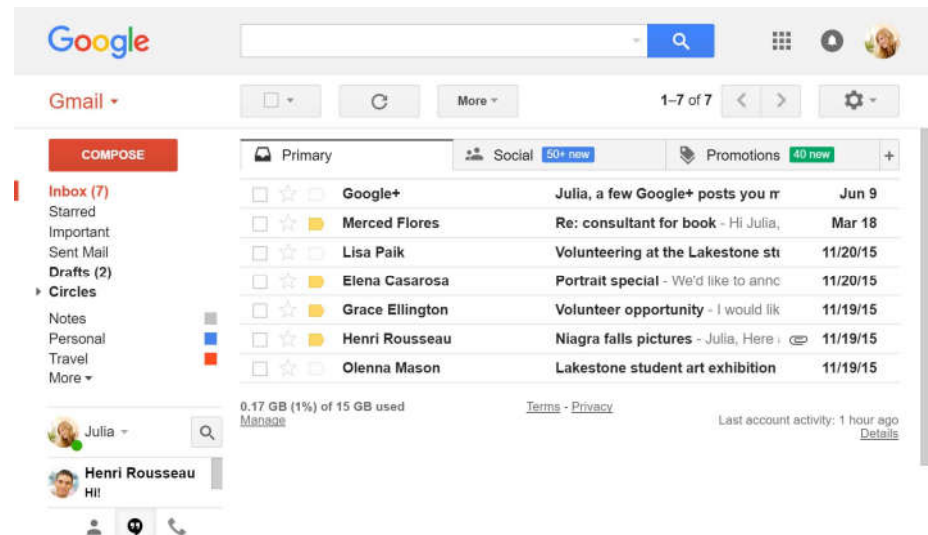 Google
Gmail
More
1–7 of 7
COMPOSE
Primary
Social 50+ new
Promotions 40 new
+
Inbox (7)
Starred
Important
Sent Mail
Drafts (2)
Circles
Notes
Personal
Travel
More
Google+ Julia, a few Google+ posts you Jun 9
Merced Flores Re: consultant for book - Hi Julia, Mar 18
Lisa Paik Volunteering at the Lakestone 11/20/15
Elena Casarosa Portrait special - We'd like to 11/20/15
Grace Ellington Volunteer opportunity - I would 11/19/15
Henri Rousseau Niagra falls pictures - Julia, Here 11/19/15
Olenna Mason Lakestone student art exhibition 11/19/15
0.17 GB (1%) of 15 GB used
Manage
Terms - Privacy
Last account activity: 1 hour ago
Details
Julia
Henri Rousseau
Hi!